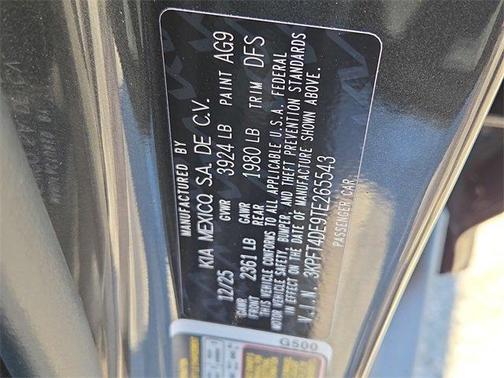 MANUFACTURED BY
KIA MEXICO, S.A. DE C.V.
12/25 GVWR 3924 LB PAINT AG9
GAWR FRONT 2361 LB GAWR REAR 1980 LB TRIM DFS
THIS VEHICLE CONFORMS TO ALL APPLICABLE U.S.A. FEDERAL
MOTOR VEHICLE SAFETY, BUMPER, AND THEFT PREVENTION STANDARDS
IN EFFECT ON THE DATE OF MANUFACTURE SHOWN ABOVE.
V.I.N. 3KPFT4DE9TE265543
PASSENGER CAR
G500